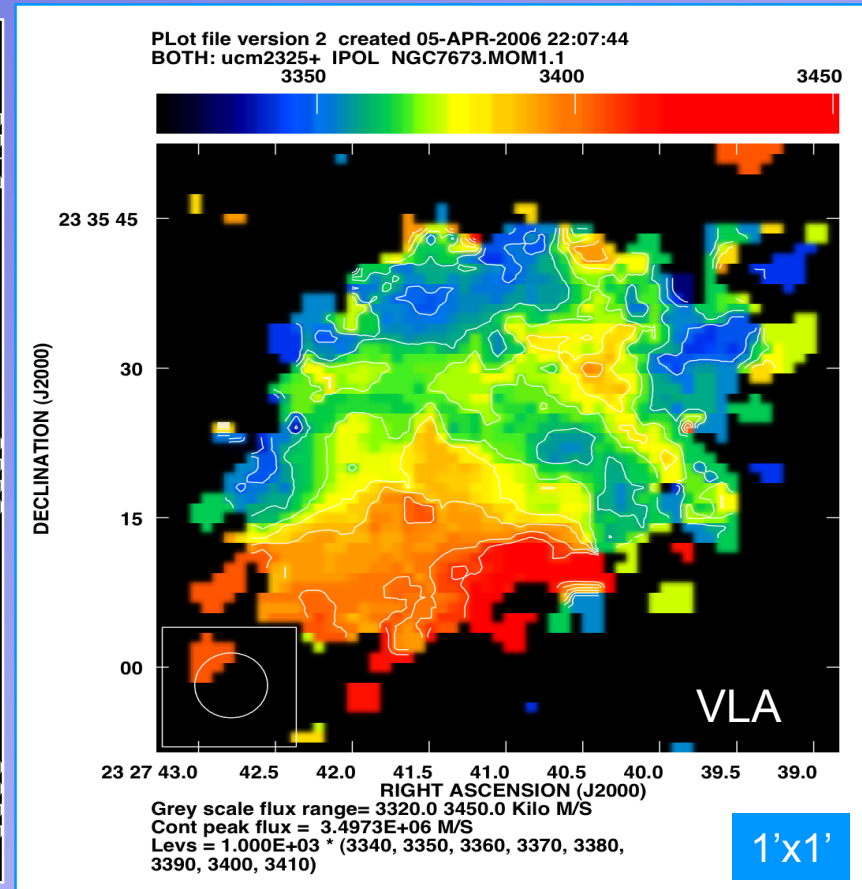 PLot file version 2 created 05-APR-2006 22:07:44
BOTH: ucm2325+ IPOL NGC7673.MOM1.1
3350 3400 3450
23 35 45
30
15
00
DECLINATION (J2000)
VLA
23 27 43.0 42.5 42.0 41.5 41.0 40.5 40.0 39.5 39.0
RIGHT ASCENSION (J2000)
Grey scale flux range= 3320.0 3450.0 Kilo M/S
Cont peak flux = 3.4973E+06 M/S
Levs = 1.000E+03 * (3340, 3350, 3360, 3370, 3380,
3390, 3400, 3410)
1’x1’